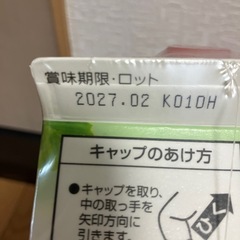 賞味期限・ロット
2027.02 K010H
キャップのあけ方
●キャップを取り、
中の取っ手を
矢印方向に
引きます。
ひく